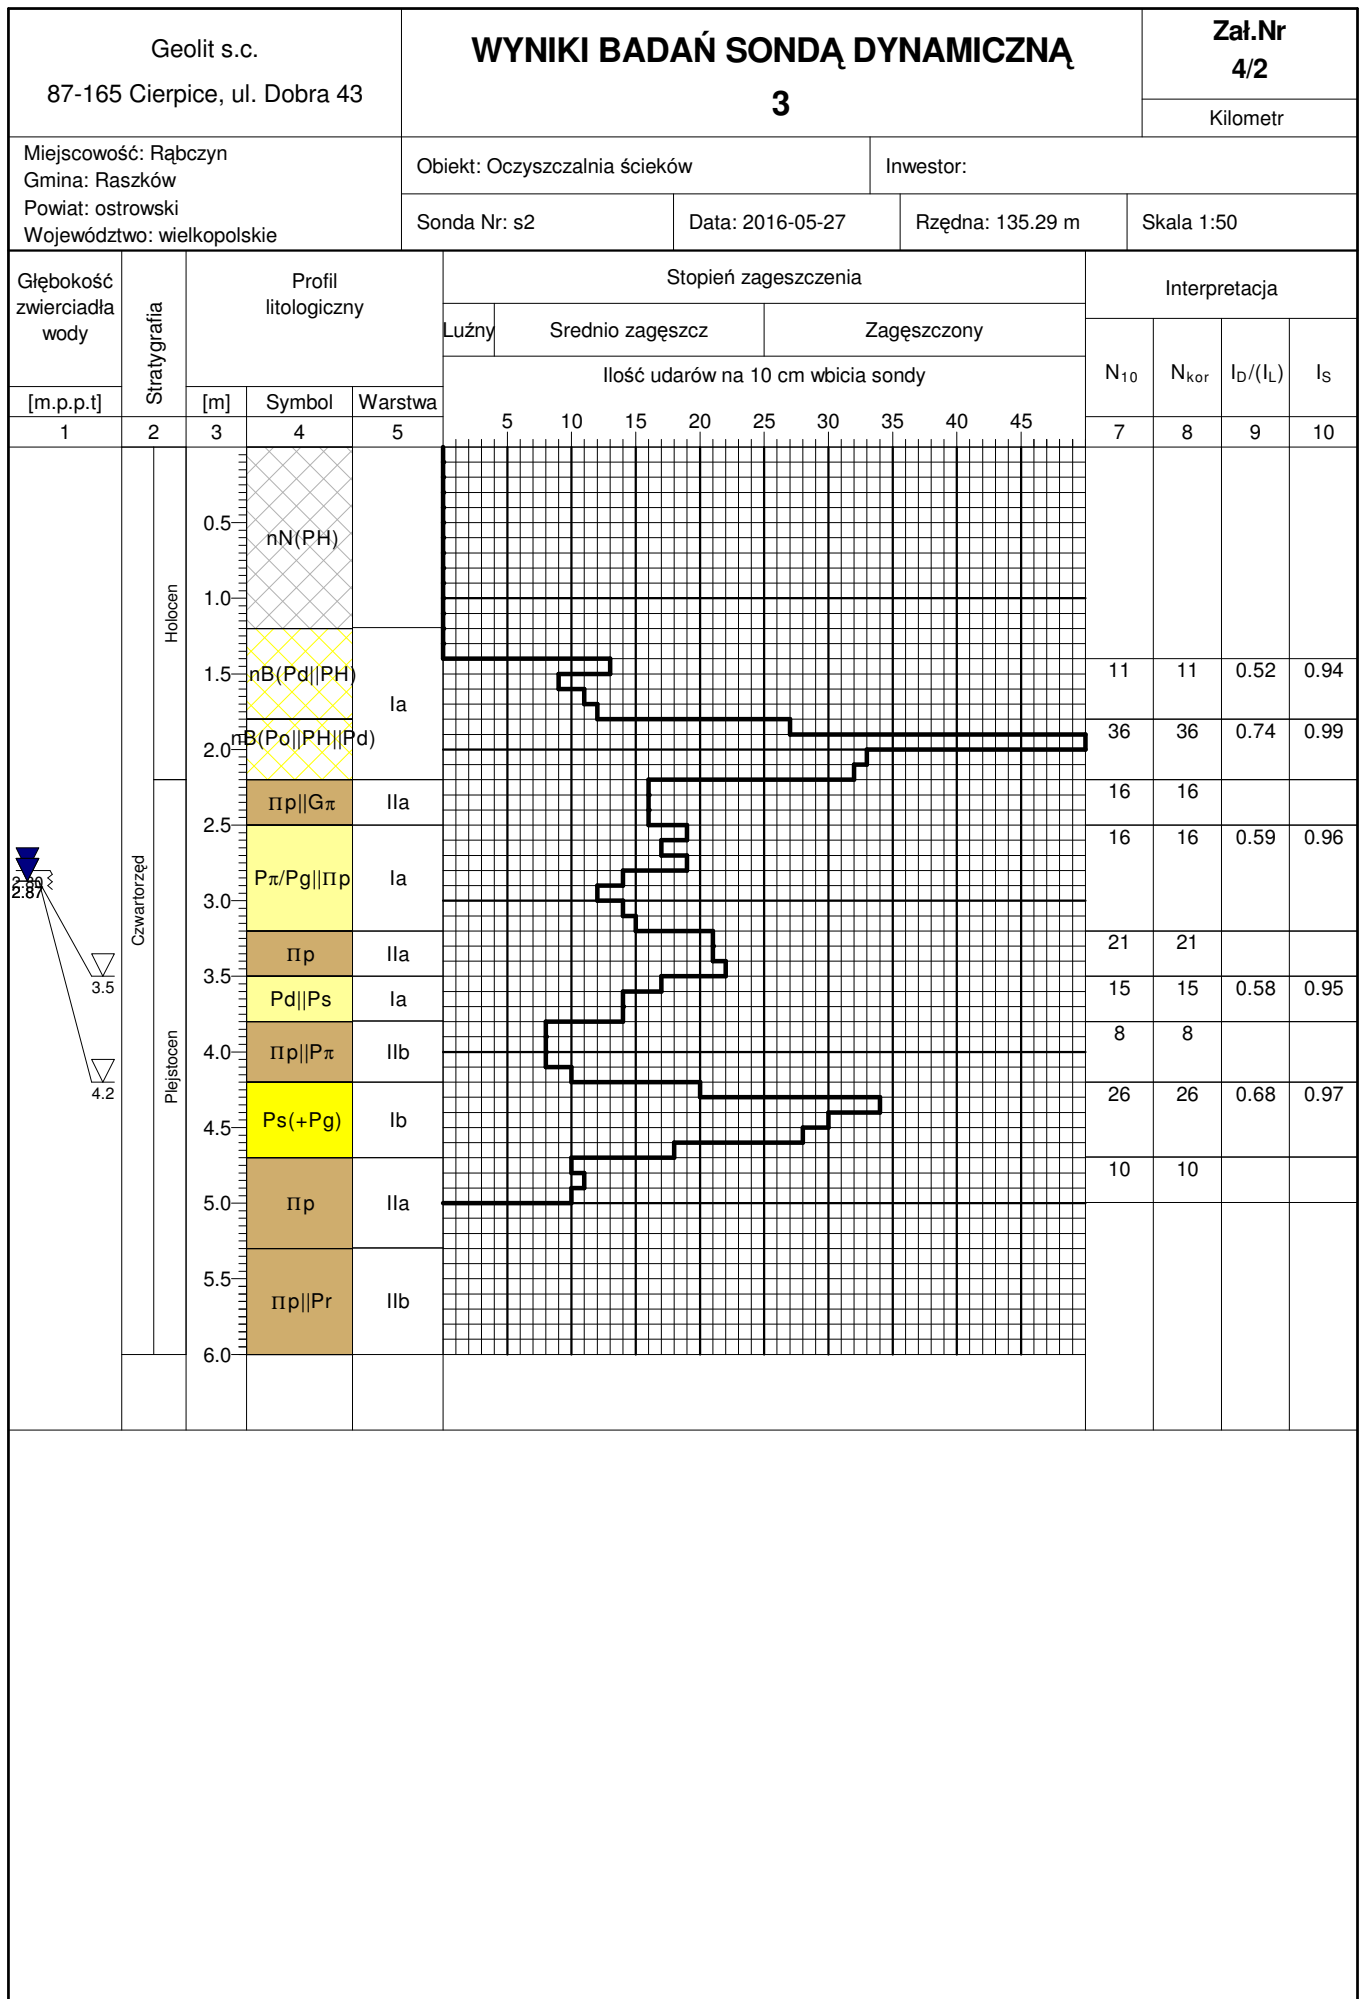 Geolit s.c.
87-165 Cierpice, ul. Dobra 43
WYNIKI BADAŃ SONDĄ DYNAMICZNĄ
3
Zał.Nr
4/2
Kilometr
Miejscowość: Rąbczyn
Gmina: Raszków
Powiat: ostrowski
Województwo: wielkopolskie
Obiekt: Oczyszczalnia ścieków
Inwestor:
Sonda Nr: s2
Data: 2016-05-27
Rzędna: 135.29 m
Skala 1:50
Głębokość
zwierciadła
wody
[m.p.p.t]
Stratygrafia
Profil
litologiczny
[m] Symbol Warstwa
Stopień zageszczenia
Luźny Srednio zagęszcz Zagęszczony
Ilość udarów na 10 cm wbicia sondy
5 10 15 20 25 30 35 40 45
Interpretacja
N10 Nkor ID/(IL) IS
1 2 3 4 5 7 8 9 10
Holocen
Czwartorzęd
Plejstocen
0.5
nN(PH)
1.0
1.5
nB(Pd||PH)
Ia
11 11 0.52 0.94
nB(Po||PH||Pd)
36 36 0.74 0.99
2.0
Πp||Gπ IIa
16 16
2.5
Pπ/Pg||Πp Ia
16 16 0.59 0.96
2.80
2.87
3.0
Πp IIa
21 21
3.5
3.5
Pd||Ps Ia
15 15 0.58 0.95
4.0
Πp||Pπ IIb
8 8
4.2
Ps(+Pg) Ib
26 26 0.68 0.97
4.5
10 10
5.0
Πp IIa
5.5
Πp||Pr IIb
6.0